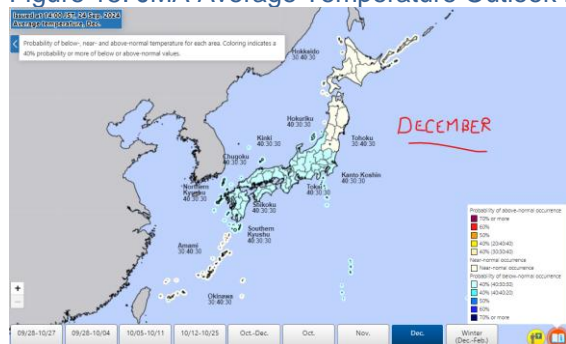 Figure 13: JMA Average Temperature Outlook
Issued at 14:00 JST, 24 Sep. 2024
Average temperature, Dec.
Probability of below-, near- and above-normal temperature for each area. Coloring indicates a
40% probability or more of below or above-normal values.
Hokkaido
30:40:30
Hokuriku
40:30:30
DECEMBER
Tohoku
30:40:30
Kinki
40:30:30
Chugoku
40:30:30
Kanto Koshin
40:30:30
Northern
Kyushu
40:30:30
Tokai
40:30:30
Shikoku
40:30:30
Southern
Kyushu
40:30:30
Amami
30:40:30
Okinawa
30:40:30
Probability of above-normal occurrence
70% or more
60%
50%
40% (20:40:40)
40% (30:30:40)
Near-normal occurrence
Near-normal occurrence
Probability of below-normal occurrence
40% (40:30:30)
40% (40:40:20)
50%
60%
70% or more
+
−
09/28-10/27
09/28-10/04
10/05-10/11
10/12-10/25
Oct.-Dec.
Oct.
Nov.
Dec.
Winter
(Dec.-Feb.)